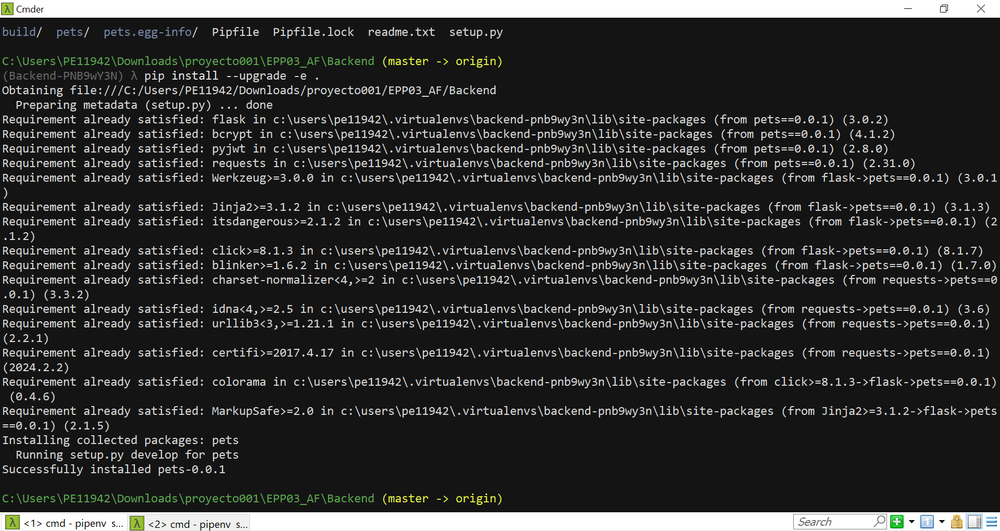 Cmder
build/  pets/  pets.egg-info/  Pipfile  Pipfile.lock  readme.txt  setup.py
C:\Users\PE11942\Downloads\proyecto001\EPP03_AF\Backend (master -> origin)
(Backend-PNB9wY3N) λ pip install --upgrade -e .
Obtaining file:///C:/Users/PE11942/Downloads/proyecto001/EPP03_AF/Backend
  Preparing metadata (setup.py) ... done
Requirement already satisfied: flask in c:\users\pe11942\.virtualenvs\backend-pnb9wy3n\lib\site-packages (from pets==0.0.1) (3.0.2)
Requirement already satisfied: bcrypt in c:\users\pe11942\.virtualenvs\backend-pnb9wy3n\lib\site-packages (from pets==0.0.1) (4.1.2)
Requirement already satisfied: pyjwt in c:\users\pe11942\.virtualenvs\backend-pnb9wy3n\lib\site-packages (from pets==0.0.1) (2.8.0)
Requirement already satisfied: requests in c:\users\pe11942\.virtualenvs\backend-pnb9wy3n\lib\site-packages (from pets==0.0.1) (2.31.0)
Requirement already satisfied: Werkzeug>=3.0.0 in c:\users\pe11942\.virtualenvs\backend-pnb9wy3n\lib\site-packages (from flask->pets==0.0.1) (3.0.1
)
Requirement already satisfied: Jinja2>=3.1.2 in c:\users\pe11942\.virtualenvs\backend-pnb9wy3n\lib\site-packages (from flask->pets==0.0.1) (3.1.3)
Requirement already satisfied: itsdangerous>=2.1.2 in c:\users\pe11942\.virtualenvs\backend-pnb9wy3n\lib\site-packages (from flask->pets==0.0.1) (2
.1.2)
Requirement already satisfied: click>=8.1.3 in c:\users\pe11942\.virtualenvs\backend-pnb9wy3n\lib\site-packages (from flask->pets==0.0.1) (8.1.7)
Requirement already satisfied: blinker>=1.6.2 in c:\users\pe11942\.virtualenvs\backend-pnb9wy3n\lib\site-packages (from flask->pets==0.0.1) (1.7.0)
Requirement already satisfied: charset-normalizer<4,>=2 in c:\users\pe11942\.virtualenvs\backend-pnb9wy3n\lib\site-packages (from requests->pets==0
.0.1) (3.3.2)
Requirement already satisfied: idna<4,>=2.5 in c:\users\pe11942\.virtualenvs\backend-pnb9wy3n\lib\site-packages (from requests->pets==0.0.1) (3.6)
Requirement already satisfied: urllib3<3,>=1.21.1 in c:\users\pe11942\.virtualenvs\backend-pnb9wy3n\lib\site-packages (from requests->pets==0.0.1)
(2.2.1)
Requirement already satisfied: certifi>=2017.4.17 in c:\users\pe11942\.virtualenvs\backend-pnb9wy3n\lib\site-packages (from requests->pets==0.0.1)
(2024.2.2)
Requirement already satisfied: colorama in c:\users\pe11942\.virtualenvs\backend-pnb9wy3n\lib\site-packages (from click>=8.1.3->flask->pets==0.0.1)
 (0.4.6)
Requirement already satisfied: MarkupSafe>=2.0 in c:\users\pe11942\.virtualenvs\backend-pnb9wy3n\lib\site-packages (from Jinja2>=3.1.2->flask->pets
==0.0.1) (2.1.5)
Installing collected packages: pets
  Running setup.py develop for pets
Successfully installed pets-0.0.1
C:\Users\PE11942\Downloads\proyecto001\EPP03_AF\Backend (master -> origin)
λ <1> cmd - pipenv  s... λ <2> cmd - pipenv  s... Search 1